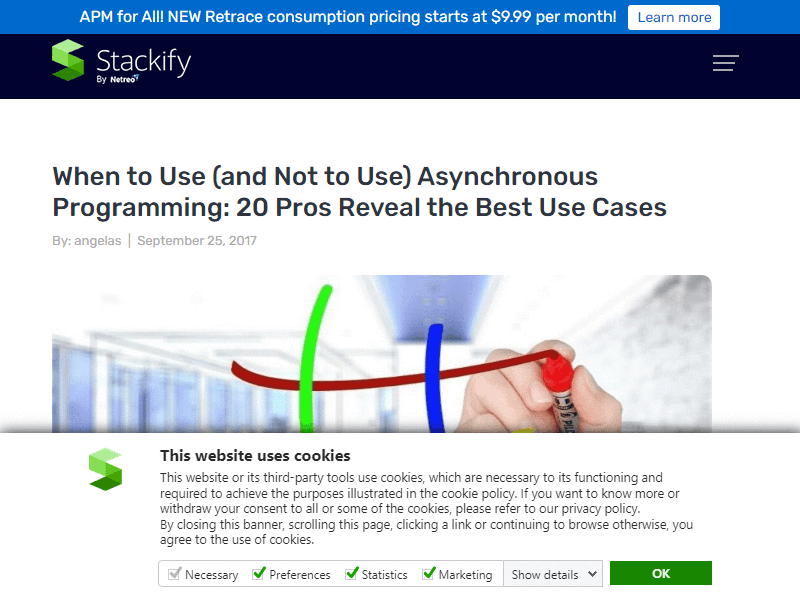 APM for All! NEW Retrace consumption pricing starts at $9.99 per month!
Learn more
Stackify
By Netreo
When to Use (and Not to Use) Asynchronous
Programming: 20 Pros Reveal the Best Use Cases
By: angelas | September 25, 2017
This website uses cookies
This website or its third-party tools use cookies, which are necessary to its functioning and
required to achieve the purposes illustrated in the cookie policy. If you want to know more or
withdraw your consent to all or some of the cookies, please refer to our privacy policy.
By closing this banner, scrolling this page, clicking a link or continuing to browse otherwise, you
agree to the use of cookies.
Necessary Preferences Statistics Marketing Show details OK